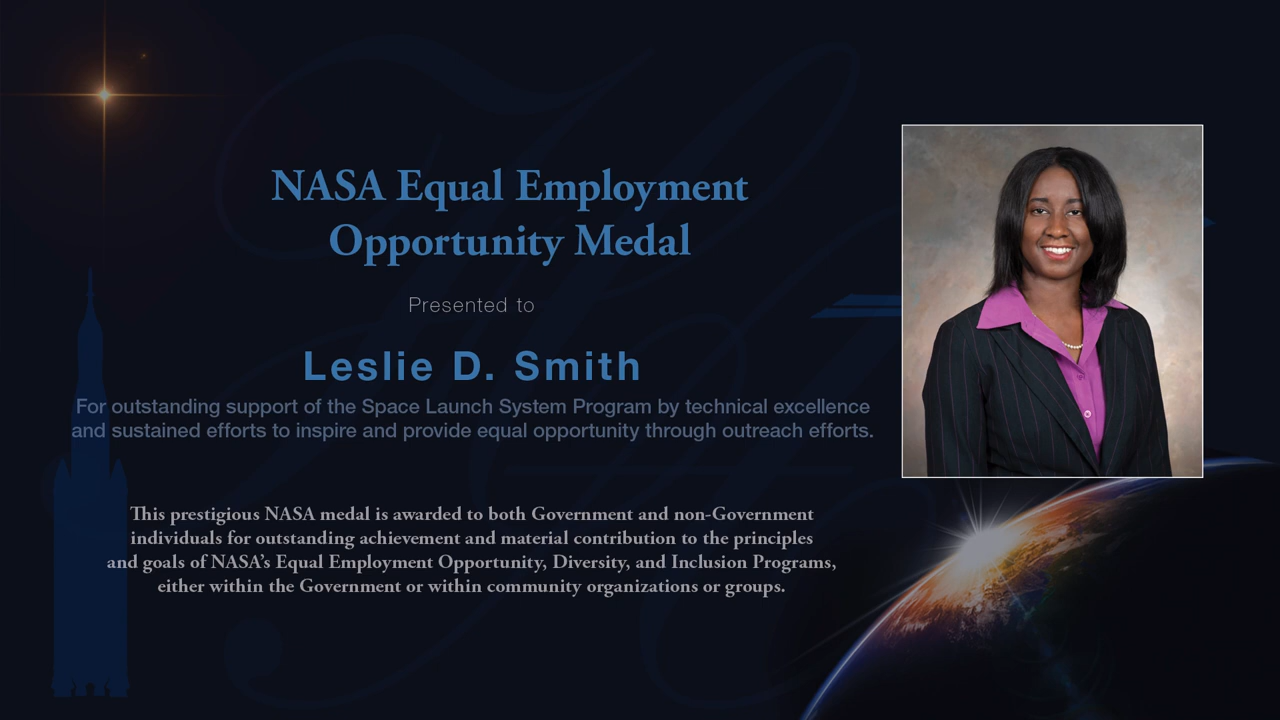 NASA Equal Employment
Opportunity Medal
Presented to
Leslie D. Smith
For outstanding support of the Space Launch System Program by technical excellence
and sustained efforts to inspire and provide equal opportunity through outreach efforts.
This prestigious NASA medal is awarded to both Government and non-Government
individuals for outstanding achievement and material contribution to the principles
and goals of NASA’s Equal Employment Opportunity, Diversity, and Inclusion Programs,
either within the Government or within community organizations or groups.